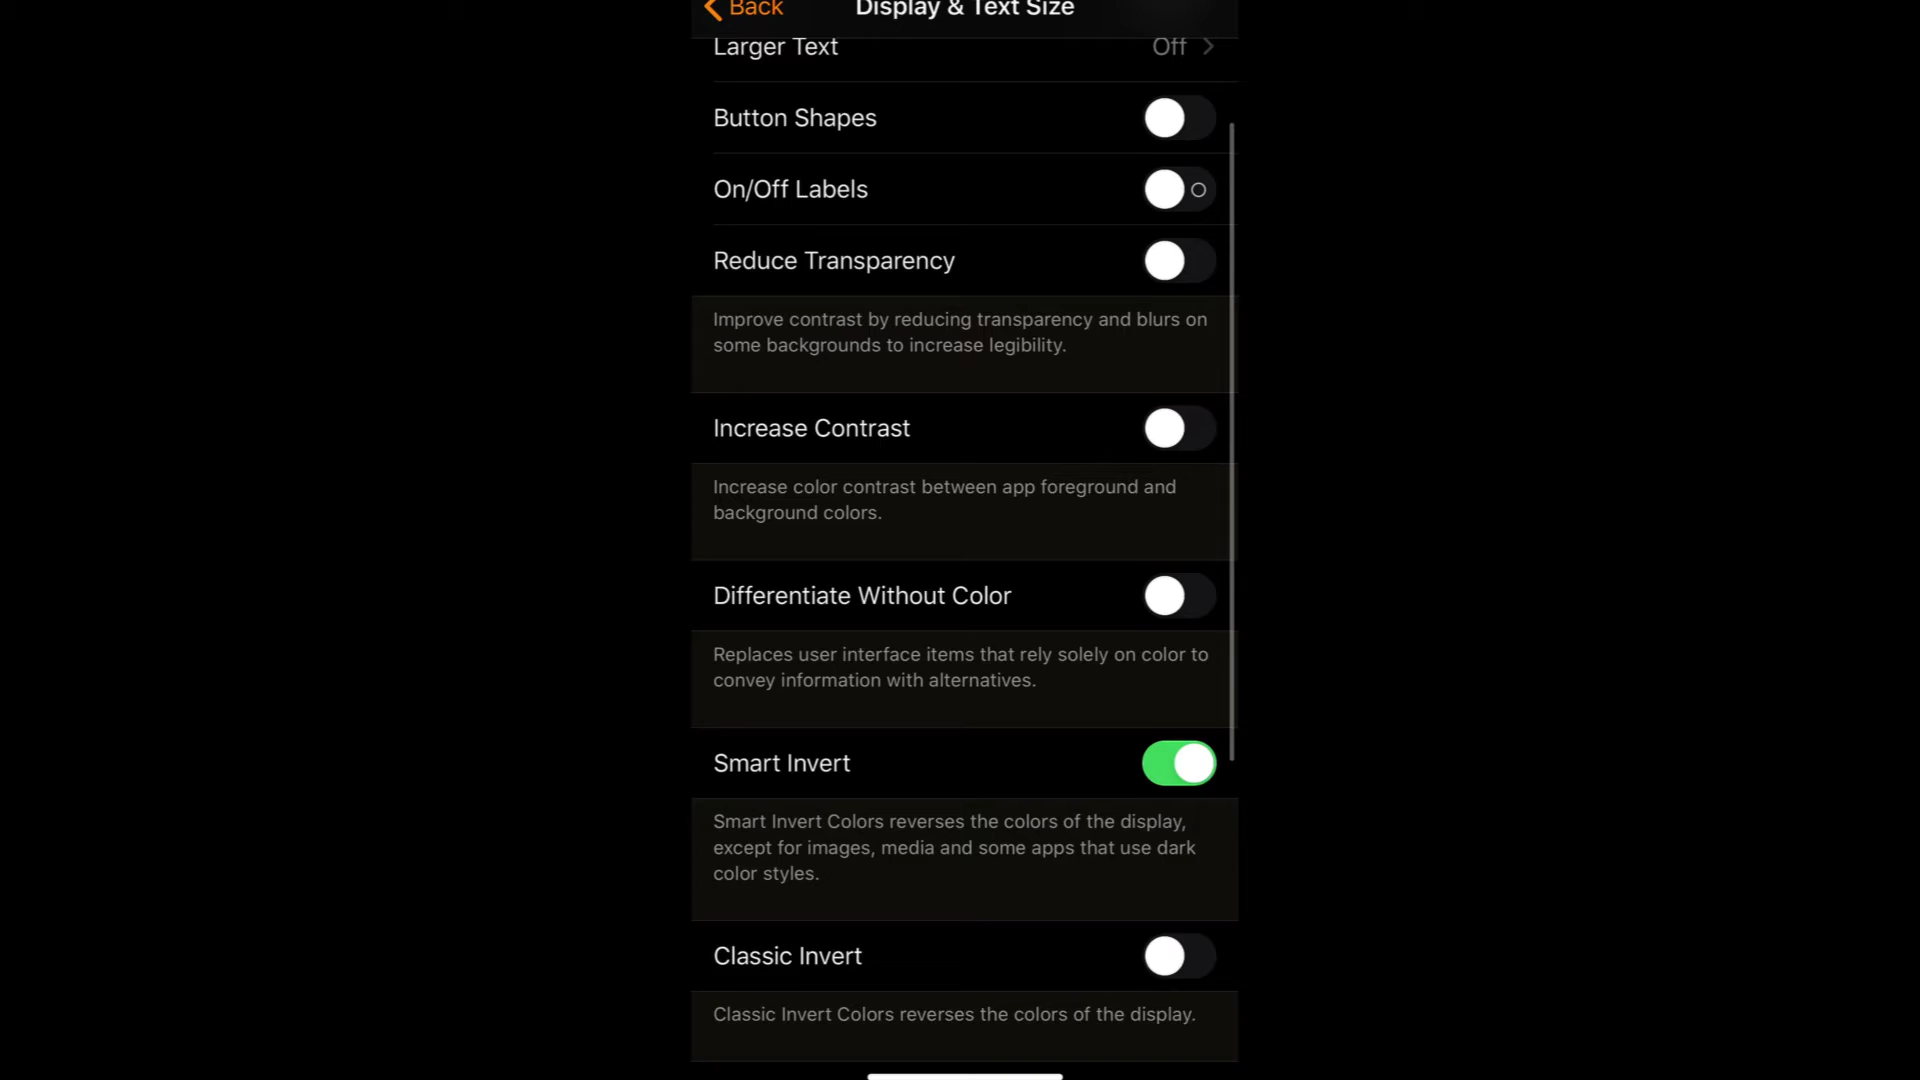 Back
Display & Text Size
Larger Text Off
Button Shapes
On/Off Labels
Reduce Transparency
Improve contrast by reducing transparency and blurs on
some backgrounds to increase legibility.
Increase Contrast
Increase color contrast between app foreground and
background colors.
Differentiate Without Color
Replaces user interface items that rely solely on color to
convey information with alternatives.
Smart Invert
Smart Invert Colors reverses the colors of the display,
except for images, media and some apps that use dark
color styles.
Classic Invert
Classic Invert Colors reverses the colors of the display.